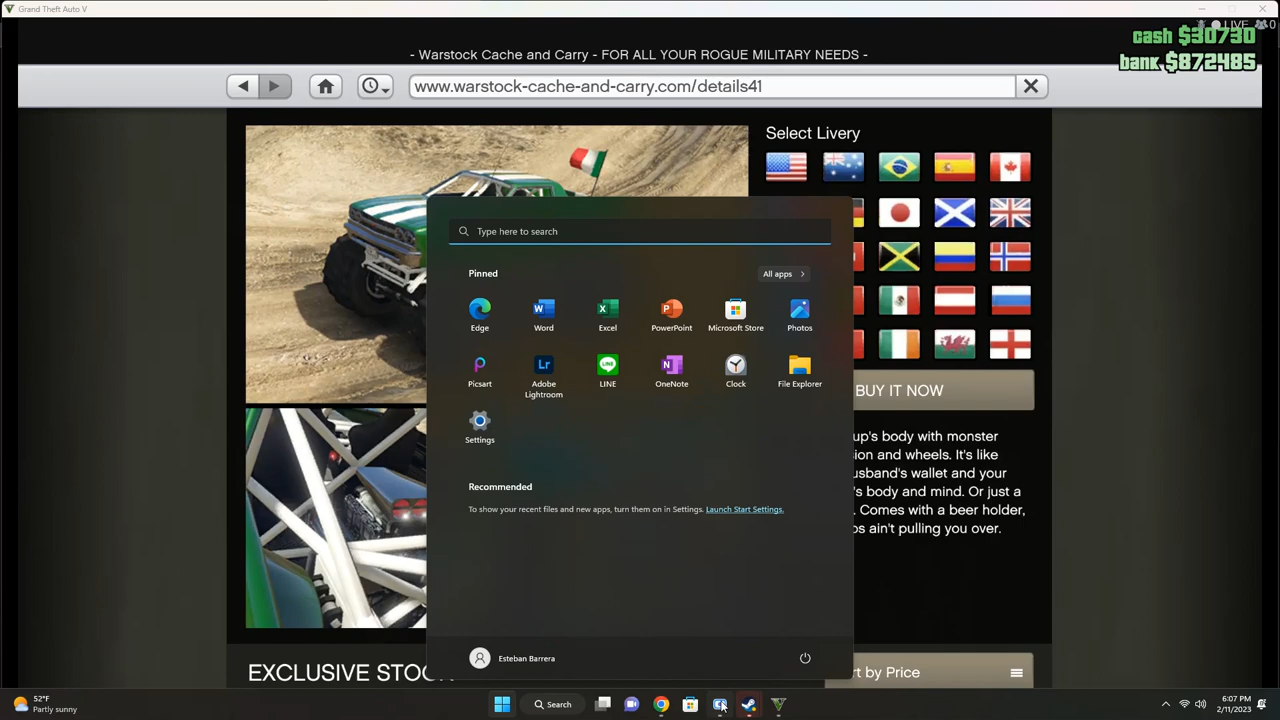 Grand Theft Auto V
LIVE 0
cash $30730
bank $872485
- Warstock Cache and Carry - FOR ALL YOUR ROGUE MILITARY NEEDS -
www.warstock-cache-and-carry.com/details41
Select Livery
Type here to search
Pinned
All apps
Edge
Word
Excel
PowerPoint
Microsoft Store
Photos
Picsart
Adobe Lightroom
LINE
OneNote
Clock
File Explorer
Settings
BUY IT NOW
up's body with monster
sion and wheels. It's like
usband's wallet and your
's body and mind. Or just a
. Comes with a beer holder,
ps ain't pulling you over.
Recommended
To show your recent files and new apps, turn them on in Settings. Launch Start Settings.
Esteban Barrera
EXCLUSIVE STOC
rt by Price
52°F
Partly sunny
Search
6:07 PM
2/11/2023